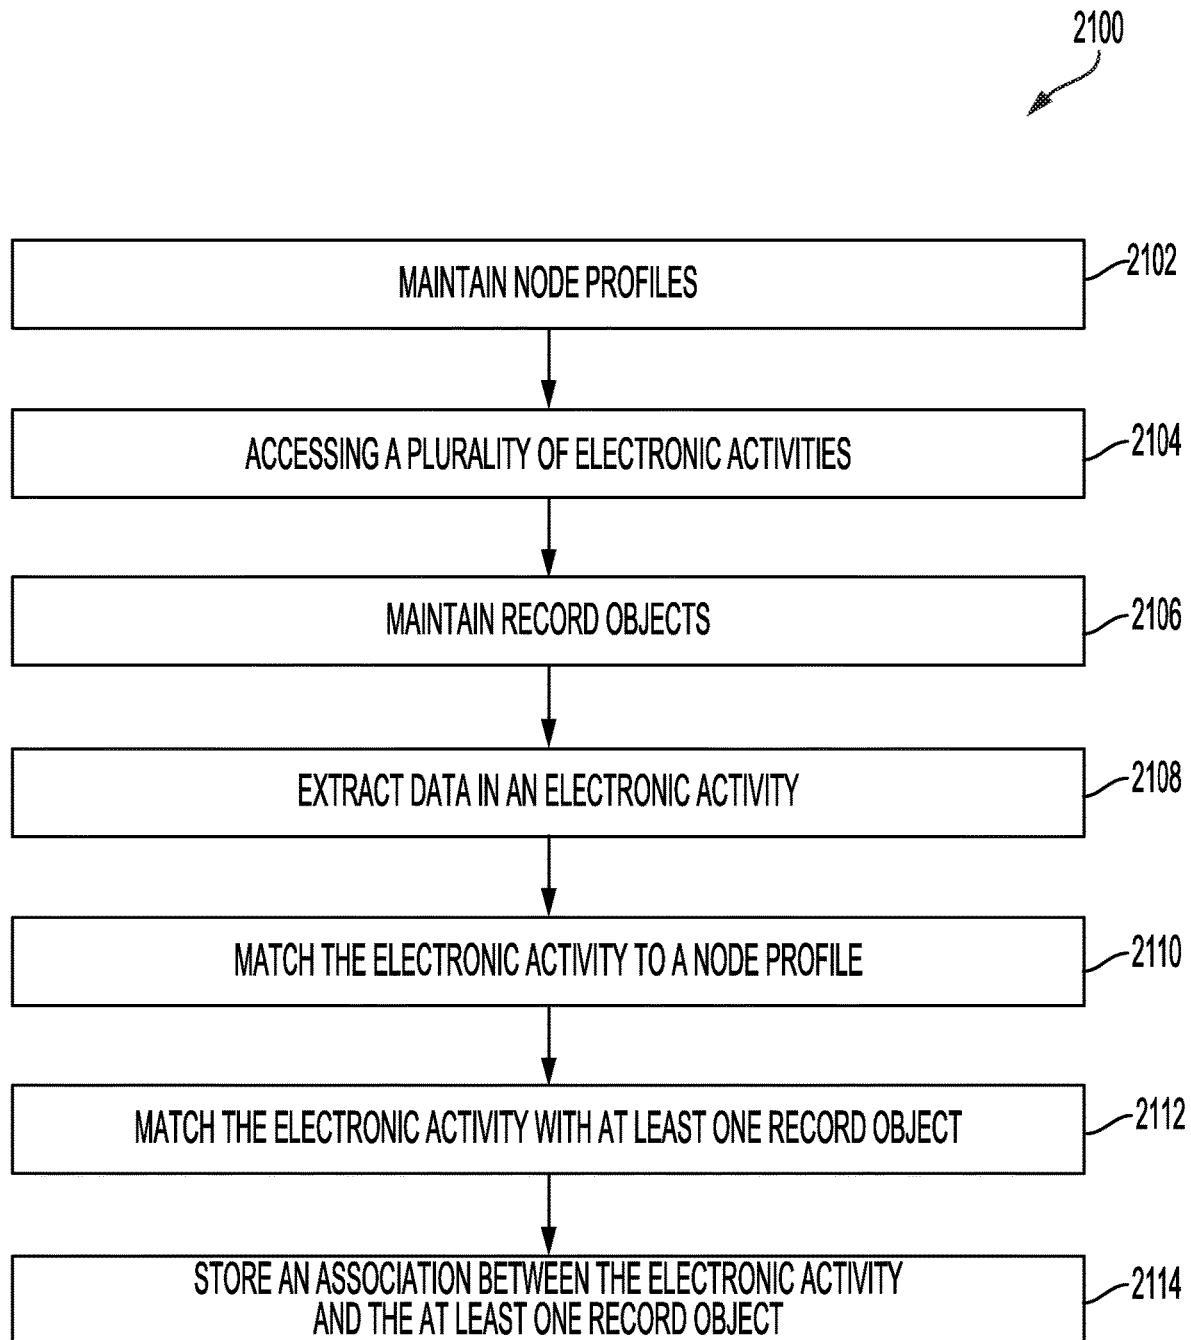 2100
MAINTAIN NODE PROFILES
2102
ACCESSING A PLURALITY OF ELECTRONIC ACTIVITIES
2104
MAINTAIN RECORD OBJECTS
2106
EXTRACT DATA IN AN ELECTRONIC ACTIVITY
2108
MATCH THE ELECTRONIC ACTIVITY TO A NODE PROFILE
2110
MATCH THE ELECTRONIC ACTIVITY WITH AT LEAST ONE RECORD OBJECT
2112
STORE AN ASSOCIATION BETWEEN THE ELECTRONIC ACTIVITY
AND THE AT LEAST ONE RECORD OBJECT
2114